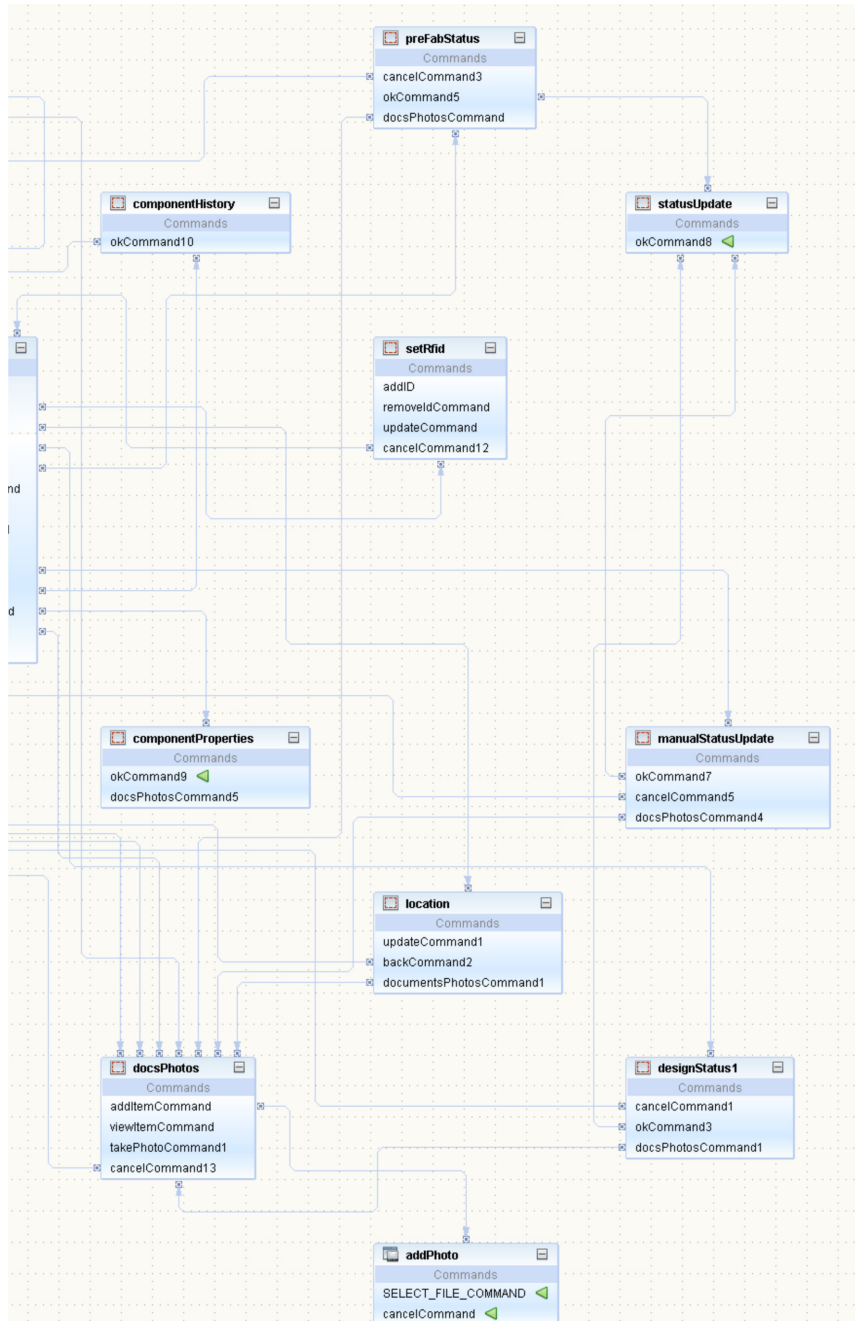 preFabStatus
Commands
cancelCommand3
okCommand5
docsPhotosCommand
componentHistory
Commands
okCommand10
statusUpdate
Commands
okCommand8
setRfid
Commands
addID
removeIdCommand
updateCommand
cancelCommand12
nd
d
componentProperties
Commands
okCommand9
docsPhotosCommand5
manualStatusUpdate
Commands
okCommand7
cancelCommand5
docsPhotosCommand4
location
Commands
updateCommand1
backCommand2
documentsPhotosCommand1
docsPhotos
Commands
addItemCommand
viewItemCommand
takePhotoCommand1
cancelCommand13
designStatus1
Commands
cancelCommand1
okCommand3
docsPhotosCommand1
addPhoto
Commands
SELECT_FILE_COMMAND
cancelCommand